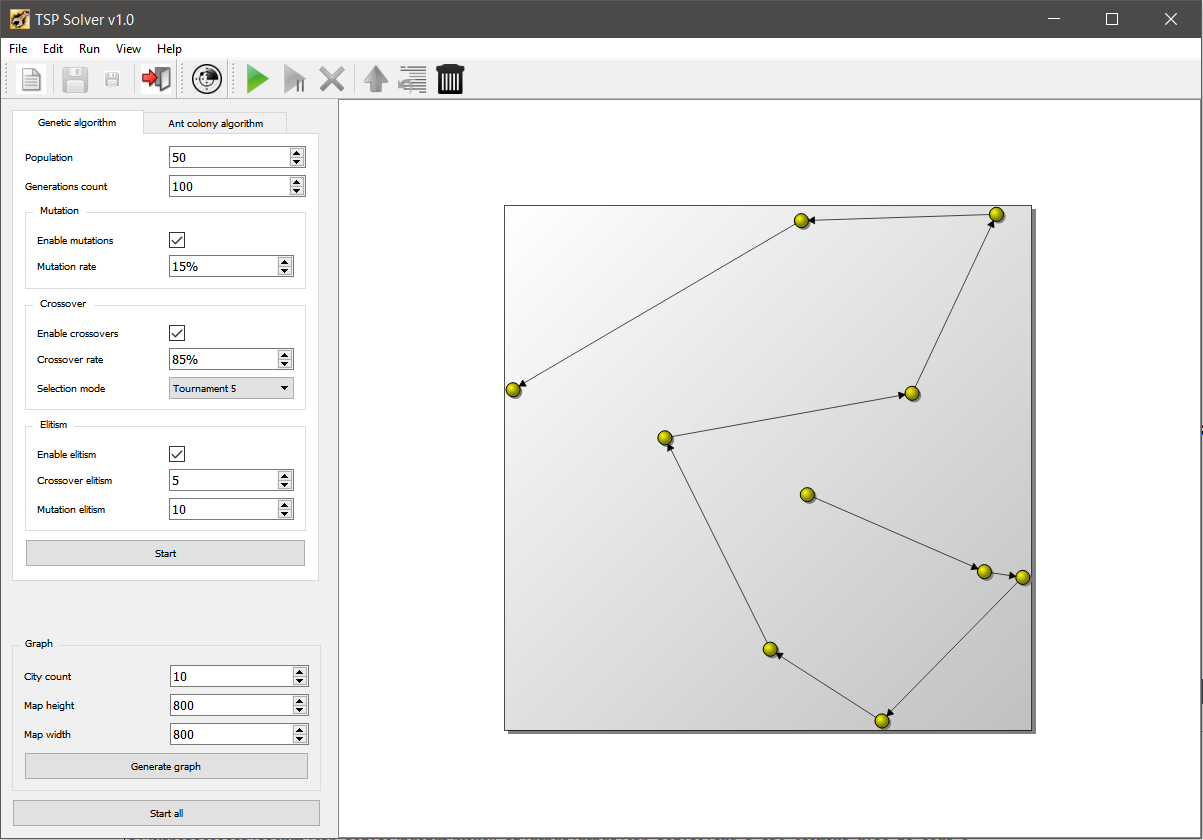 TSP Solver v1.0
File Edit Run View Help
Genetic algorithm Ant colony algorithm
Population 50
Generations count 100
Mutation
Enable mutations
Mutation rate 15%
Crossover
Enable crossovers
Crossover rate 85%
Selection mode Tournament 5
Elitism
Enable elitism
Crossover elitism 5
Mutation elitism 10
Start
Graph
City count 10
Map height 800
Map width 800
Generate graph
Start all